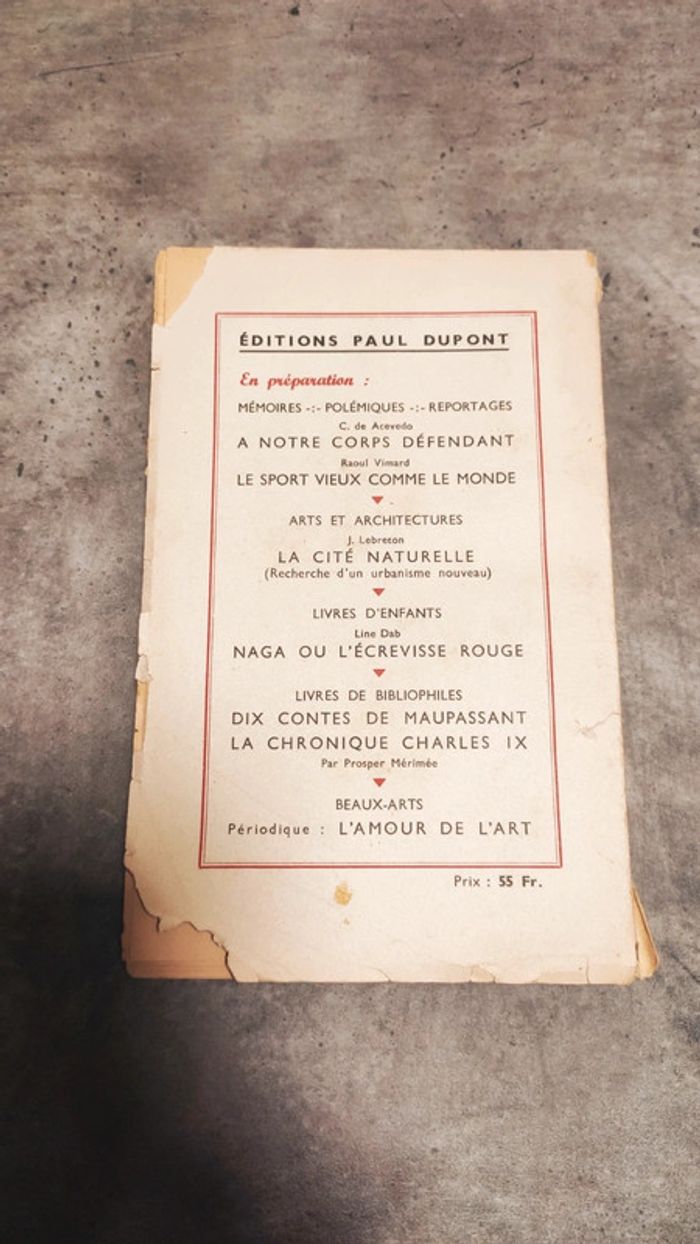 ÉDITIONS PAUL DUPONT
En préparation :
MÉMOIRES -:- POLÉMIQUES -:- REPORTAGES
C. de Acevedo
A NOTRE CORPS DÉFENDANT
Raoul Vimard
LE SPORT VIEUX COMME LE MONDE
ARTS ET ARCHITECTURES
J. Lebreton
LA CITÉ NATURELLE
(Recherche d'un urbanisme nouveau)
LIVRES D'ENFANTS
Line Dab
NAGA OU L'ÉCREVISSE ROUGE
LIVRES DE BIBLIOPHILES
DIX CONTES DE MAUPASSANT
LA CHRONIQUE CHARLES IX
Par Prosper Mérimée
BEAUX-ARTS
Périodique : L'AMOUR DE L'ART
Prix : 55 Fr.